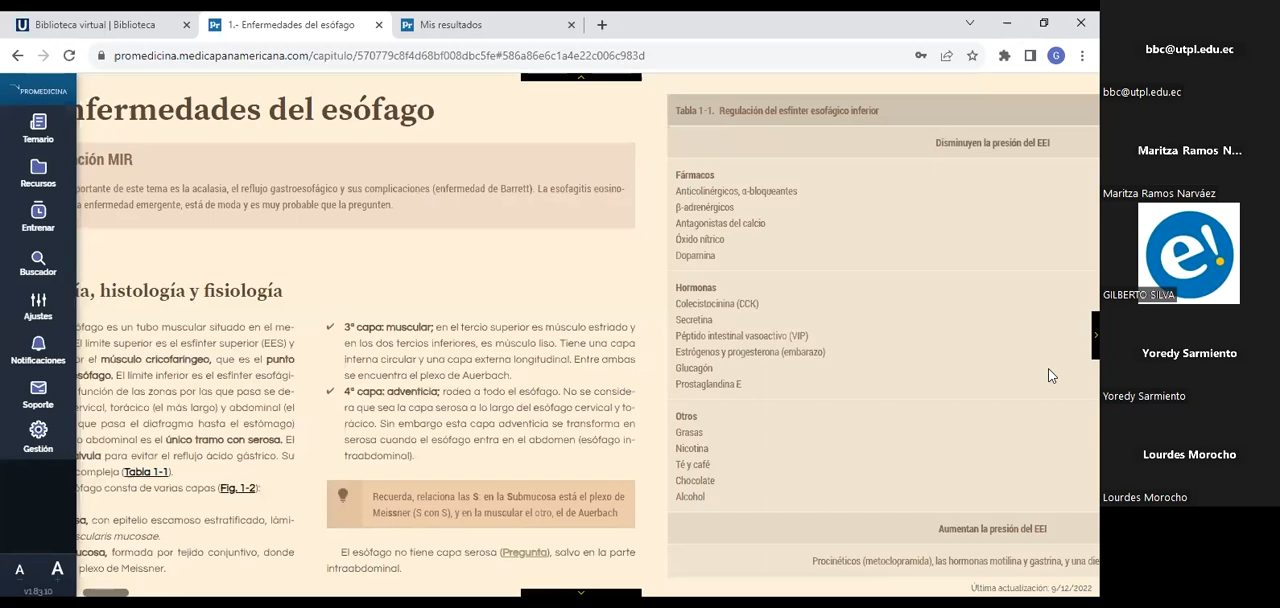 Biblioteca virtual | Biblioteca
1.- Enfermedades del esófago
Mis resultados
promedicina.medicapanamericana.com/capitulo/570779c8f4d68bf008dbc5fe#586a86e6c1a4e22c006c983d
G
PROMEDICINA
Temario
Recursos
Entrenar
Buscador
Ajustes
Notificaciones
Soporte
Gestión
A A
v1.83.10
nfermedades del esófago
ción MIR
portante de este tema es la acalasia, el reflujo gastroesofágico y sus complicaciones (enfermedad de Barrett). La esofagitis eosino-
a enfermedad emergente, está de moda y es muy probable que la pregunten.
ía, histología y fisiología
ófago es un tubo muscular situado en el me-
El límite superior es el esfínter superior (EES) y
or el músculo cricofaríngeo, que es el punto
sófago. El límite inferior es el esfínter esofági-
función de las zonas por las que pasa se de-
ervical, torácico (el más largo) y abdominal (el
que pasa el diafragma hasta el estómago)
o abdominal es el único tramo con serosa. El
lvula para evitar el reflujo ácido gástrico. Su
compleja (Tabla 1-1).
ófago consta de varias capas (Fig. 1-2):
sa, con epitelio escamoso estratificado, lámi-
scularis mucosae.
ucosa, formada por tejido conjuntivo, donde
plexo de Meissner.
3ª capa: muscular; en el tercio superior es músculo estriado y
en los dos tercios inferiores, es músculo liso. Tiene una capa
interna circular y una capa externa longitudinal. Entre ambas
se encuentra el plexo de Auerbach.
4ª capa: adventicia; rodea a todo el esófago. No se conside-
ra que sea la capa serosa a lo largo del esófago cervical y to-
rácico. Sin embargo esta capa adventicia se transforma en
serosa cuando el esófago entra en el abdomen (esófago in-
traabdominal).
Recuerda, relaciona las S: en la Submucosa está el plexo de
Meissner (S con S), y en la muscular el otro, el de Auerbach
El esófago no tiene capa serosa (Pregunta), salvo en la parte
intraabdominal.
Tabla 1-1. Regulación del esfínter esofágico inferior
Disminuyen la presión del EEI
Fármacos
Anticolinérgicos, α-bloqueantes
β-adrenérgicos
Antagonistas del calcio
Óxido nítrico
Dopamina
Hormonas
Colecistocinina (CCK)
Secretina
Péptido intestinal vasoactivo (VIP)
Estrógenos y progesterona (embarazo)
Glucagón
Prostaglandina E
Otros
Grasas
Nicotina
Té y café
Chocolate
Alcohol
Aumentan la presión del EEI
Procinéticos (metoclopramida), las hormonas motilina y gastrina, y una die
Última actualización: 9/12/2022
bbc@utpl.edu.ec
bbc@utpl.edu.ec
Maritza Ramos N...
Maritza Ramos Narváez
e!
GILBERTO SILVA
Yoredy Sarmiento
Yoredy Sarmiento
Lourdes Morocho
Lourdes Morocho